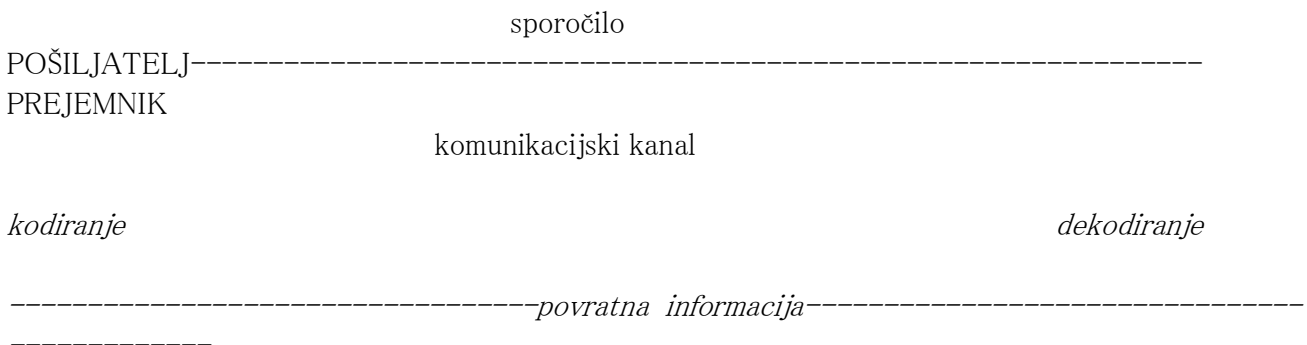 sporočilo
POŠILJATELJ-----------------------------------------------------------------
PREJEMNIK
komunikacijski kanal
kodiranje dekodiranje
----------------------------------povratna informacija--------------------------------
-------------